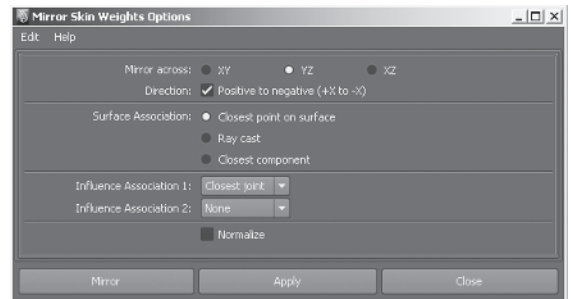 Mirror Skin Weights Options
Edit Help
Mirror across: XY YZ XZ
Direction: Positive to negative (+X to -X)
Surface Association: Closest point on surface
Ray cast
Closest component
Influence Association 1: Closest joint
Influence Association 2: None
Normalize
Mirror Apply Close